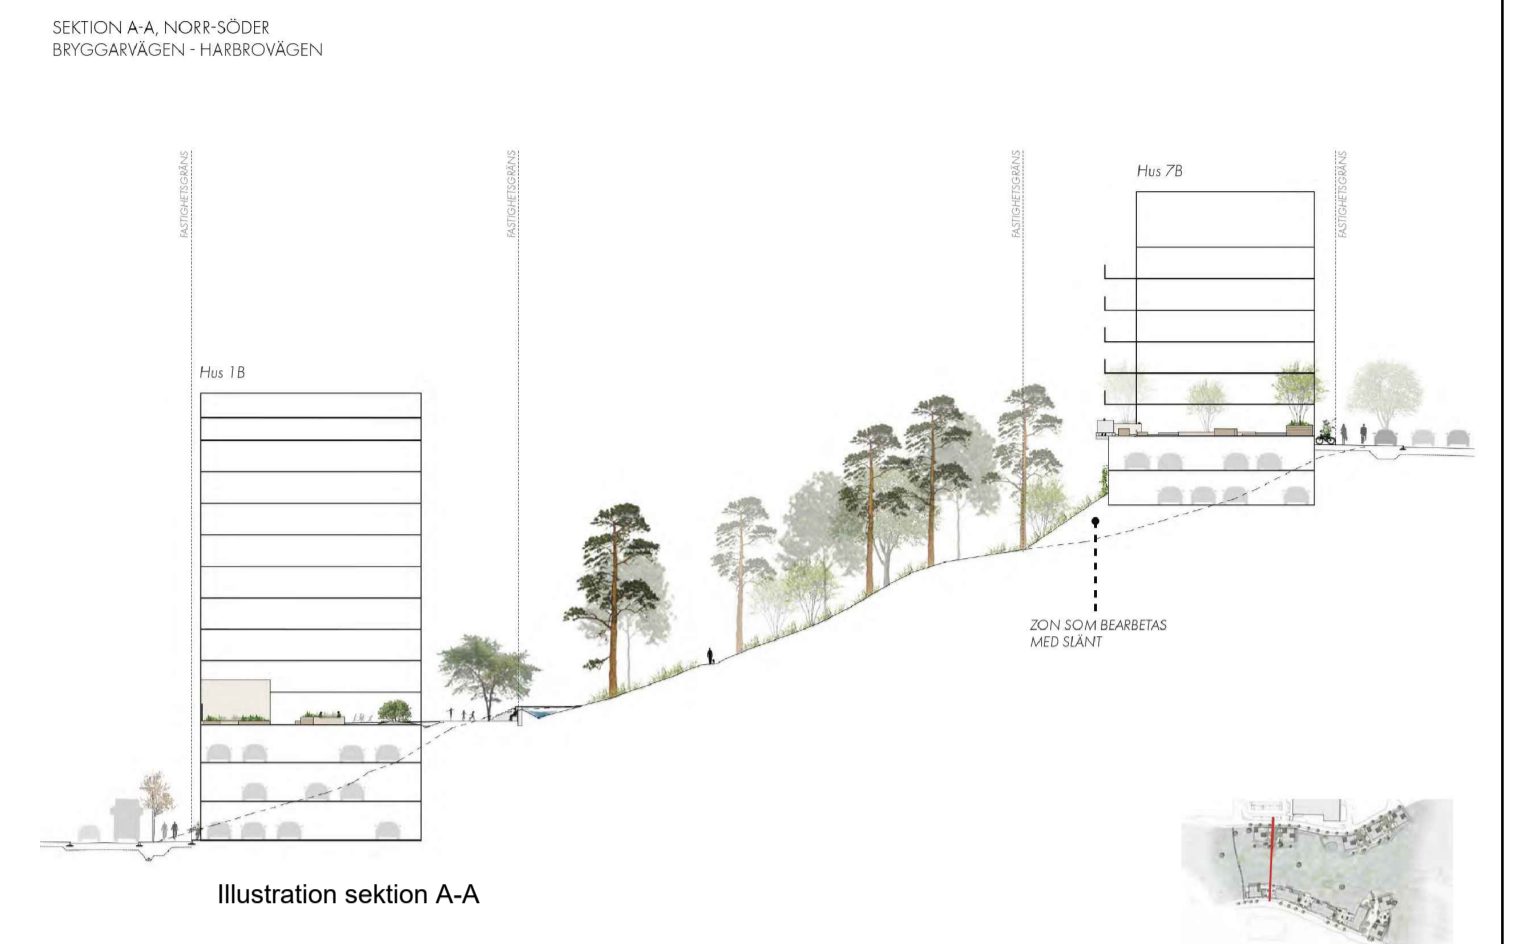 SEKTION A-A, NORR-SÖDER
BRYGGARVÄGEN - HARBROVÄGEN
FASTIGHETSGRÄNS
FASTIGHETSGRÄNS
FASTIGHETSGRÄNS
FASTIGHETSGRÄNS
Hus 7B
Hus 1B
ZON SOM BEARBETAS
MED SLÄNT
Illustration sektion A-A